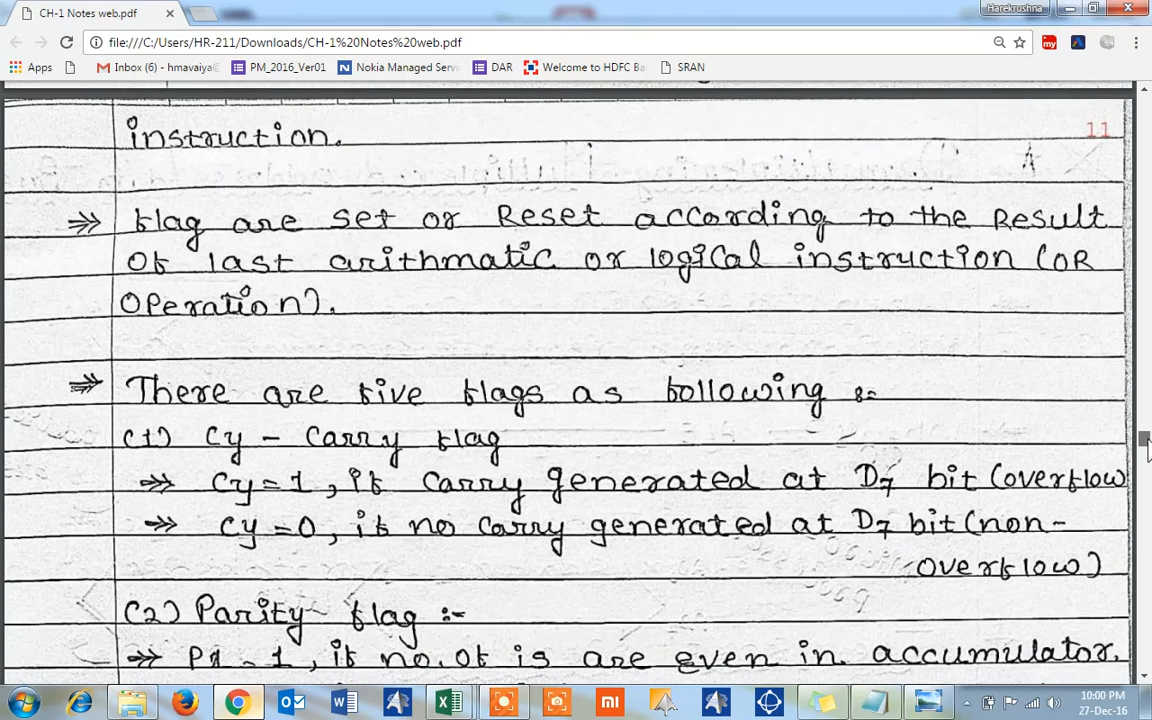 CH-1 Notes web.pdf
Harekrushna
file:///C:/Users/HR-211/Downloads/CH-1%20Notes%20web.pdf
my
Apps
Inbox (6) - hmavaiya
PM_2016_Ver01
Nokia Managed Servi
DAR
Welcome to HDFC Ba
SRAN
11
instruction.
flag are set or Reset according to the Result
Of last arithmatic or logical instruction (OR
Operation).
There are five flags as following :-
(1) Cy - Carry flag
Cy = 1, if carry generated at D7 bit (overflow
Cy = 0, if no carry generated at D7 bit (non-
overflow)
(2) Parity flag :-
P1 - 1, if no. of 1s are even in accumulator.
mi
10:00 PM
27-Dec-16